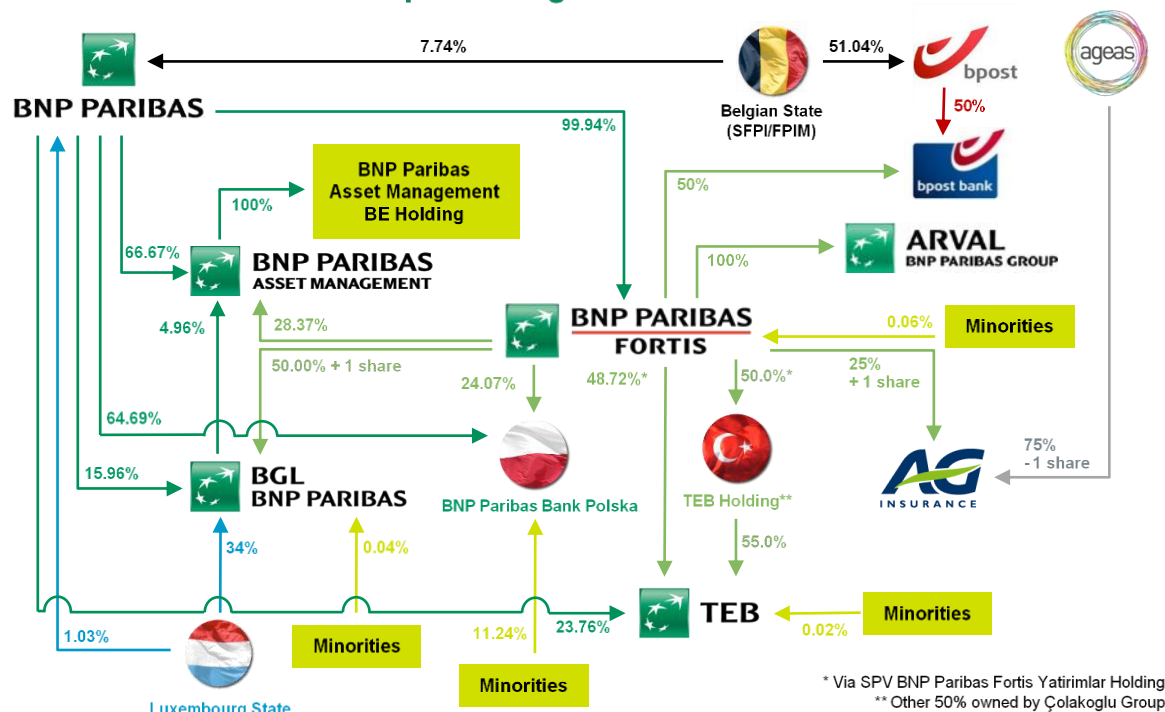 7.74%
51.04%
bpost
ageas
BNP PARIBAS
Belgian State
(SFPI/FPIM)
99.94%
50%
BNP Paribas
Asset Management
BE Holding
100%
50%
bpost bank
66.67%
BNP PARIBAS
ASSET MANAGEMENT
100%
ARVAL
BNP PARIBAS GROUP
4.96%
28.37%
BNP PARIBAS
FORTIS
0.06%
Minorities
50.00% + 1 share
24.07%
48.72%*
50.0%*
25%
+ 1 share
64.69%
75%
-1 share
15.96%
BGL
BNP PARIBAS
BNP Paribas Bank Polska
TEB Holding**
AG
INSURANCE
34%
0.04%
55.0%
1.03%
Minorities
11.24%
23.76%
TEB
0.02%
Minorities
Minorities
Luxembourg State
* Via SPV BNP Paribas Fortis Yatirimlar Holding
** Other 50% owned by Çolakoglu Group